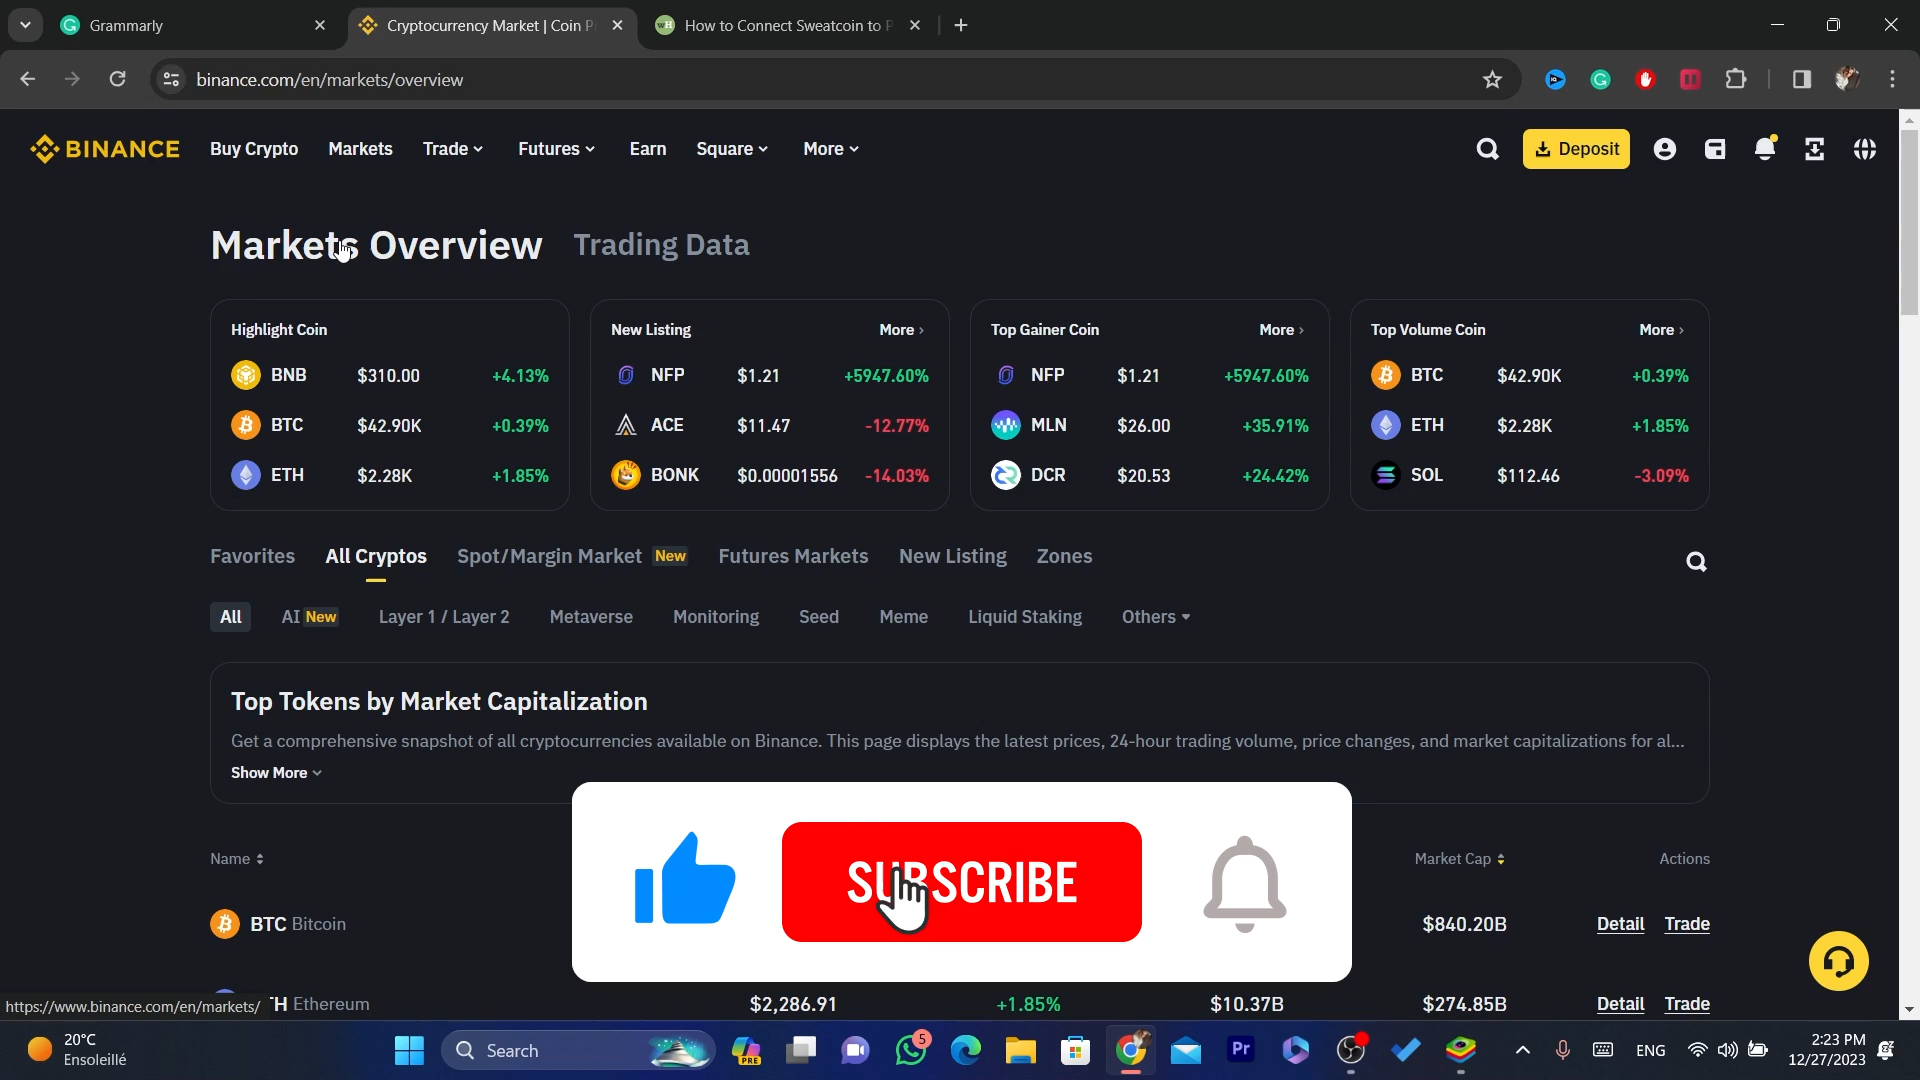 Grammarly
Cryptocurrency Market | Coin P
How to Connect Sweatcoin to P
binance.com/en/markets/overview
BINANCE Buy Crypto Markets Trade Futures Earn Square More Deposit
Markets Overview Trading Data
Highlight Coin
BNB $310.00 +4.13%
BTC $42.90K +0.39%
ETH $2.28K +1.85%
New Listing More
NFP $1.21 +5947.60%
ACE $11.47 -12.77%
BONK $0.00001556 -14.03%
Top Gainer Coin More
NFP $1.21 +5947.60%
MLN $26.00 +35.91%
DCR $20.53 +24.42%
Top Volume Coin More
BTC $42.90K +0.39%
ETH $2.28K +1.85%
SOL $112.46 -3.09%
Favorites All Cryptos Spot/Margin Market New Futures Markets New Listing Zones
All AI New Layer 1 / Layer 2 Metaverse Monitoring Seed Meme Liquid Staking Others
Top Tokens by Market Capitalization
Get a comprehensive snapshot of all cryptocurrencies available on Binance. This page displays the latest prices, 24-hour trading volume, price changes, and market capitalizations for al...
Show More
Name Market Cap Actions
SUBSCRIBE
BTC Bitcoin $840.20B Detail Trade
TH Ethereum $2,286.91 +1.85% $10.37B $274.85B Detail Trade
https://www.binance.com/en/markets/
20°C
Ensoleillé
Search
PRE
5
Pr
ENG
2:23 PM
12/27/2023